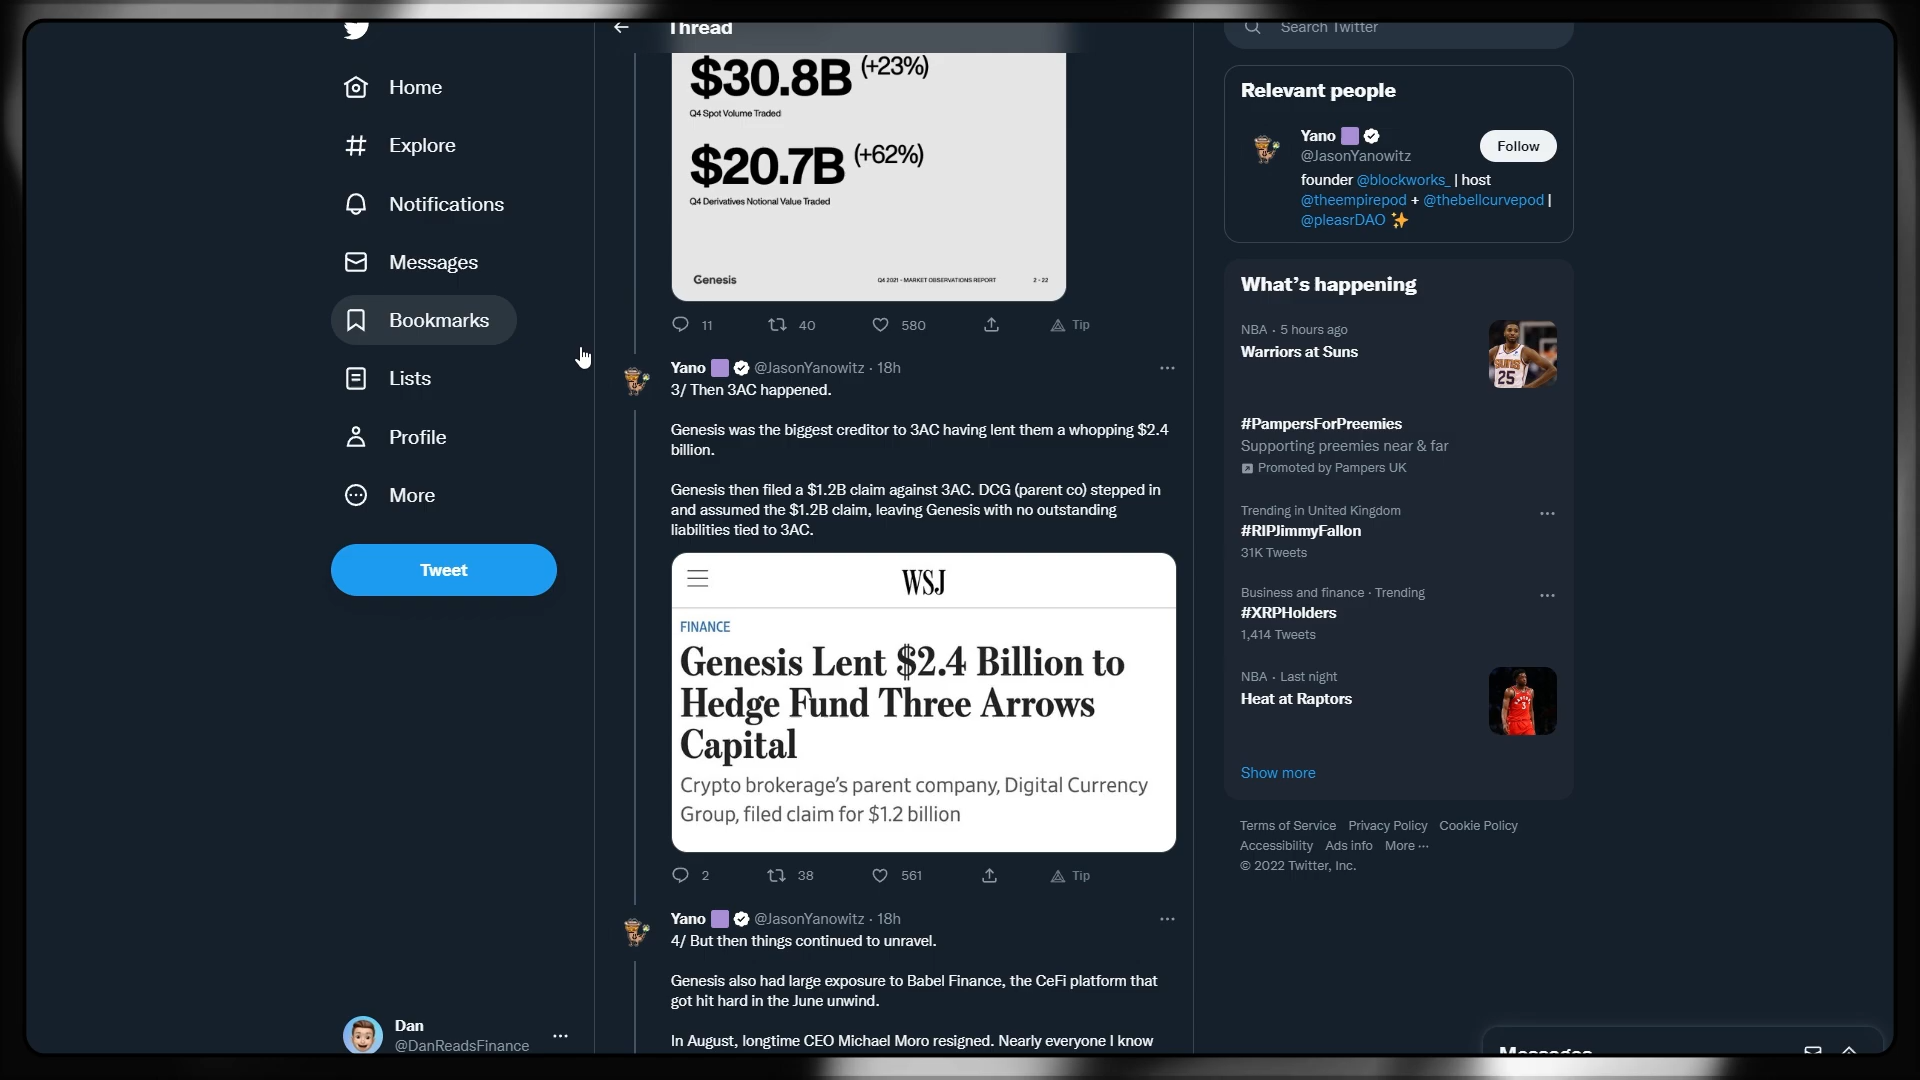 Home
Explore
Notifications
Messages
Bookmarks
Lists
Profile
More
Tweet
Dan
@DanReadsFinance
Thread
$30.8B (+23%)
Q4 Spot Volume Traded
$20.7B (+62%)
Q4 Derivatives Notional Value Traded
Genesis
Q4 2021 - MARKET OBSERVATIONS REPORT
2 - 22
11
40
580
Tip
Yano @JasonYanowitz · 18h
3/ Then 3AC happened.
Genesis was the biggest creditor to 3AC having lent them a whopping $2.4
billion.
Genesis then filed a $1.2B claim against 3AC. DCG (parent co) stepped in
and assumed the $1.2B claim, leaving Genesis with no outstanding
liabilities tied to 3AC.
WSJ
FINANCE
Genesis Lent $2.4 Billion to
Hedge Fund Three Arrows
Capital
Crypto brokerage's parent company, Digital Currency
Group, filed claim for $1.2 billion
2
38
561
Tip
Yano @JasonYanowitz · 18h
4/ But then things continued to unravel.
Genesis also had large exposure to Babel Finance, the CeFi platform that
got hit hard in the June unwind.
In August, longtime CEO Michael Moro resigned. Nearly everyone I know
Search Twitter
Relevant people
Yano
@JasonYanowitz
Follow
founder @blockworks_ | host
@theempirepod + @thebellcurvepod |
@pleasrDAO ✨
What's happening
NBA · 5 hours ago
Warriors at Suns
SUNS
25
#PampersForPreemies
Supporting preemies near & far
Promoted by Pampers UK
Trending in United Kingdom
#RIPJimmyFallon
31K Tweets
Business and finance · Trending
#XRPHolders
1,414 Tweets
NBA · Last night
Heat at Raptors
3
Show more
Terms of Service Privacy Policy Cookie Policy
Accessibility Ads info More ···
© 2022 Twitter, Inc.
Messages